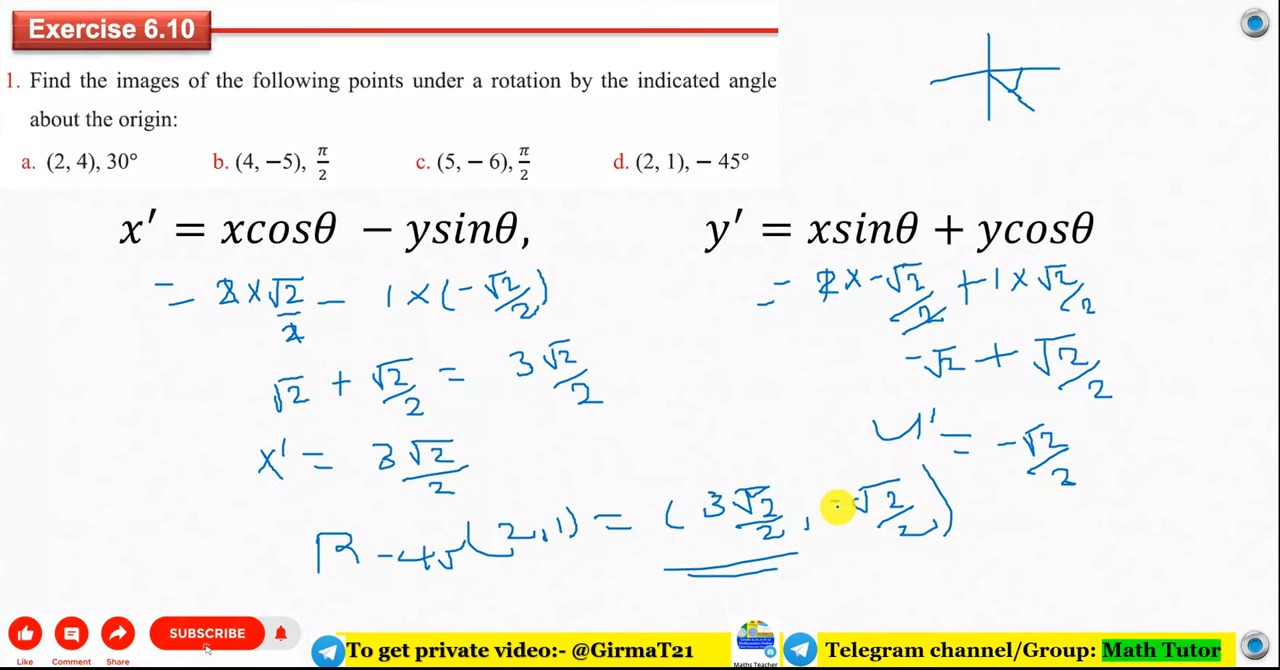 Exercise 6.10
1. Find the images of the following points under a rotation by the indicated angle
about the origin:
a. (2, 4), 30° b. (4, −5), π/2 c. (5, − 6), π/2 d. (2, 1), − 45°
x′ = xcosθ − ysinθ, y′ = xsinθ + ycosθ
= 2 × √2/2 − 1 × (−√2/2) = 2 × −√2/2 + 1 × √2/2
√2 + √2/2 = 3√2/2 −√2 + √2/2
x' = 3√2/2 y' = −√2/2
R −45 (2,1) = (3√2/2, −√2/2)
Like Comment Share SUBSCRIBE
To get private video:- @GirmaT21
Maths Teacher
Telegram channel/Group: Math Tutor